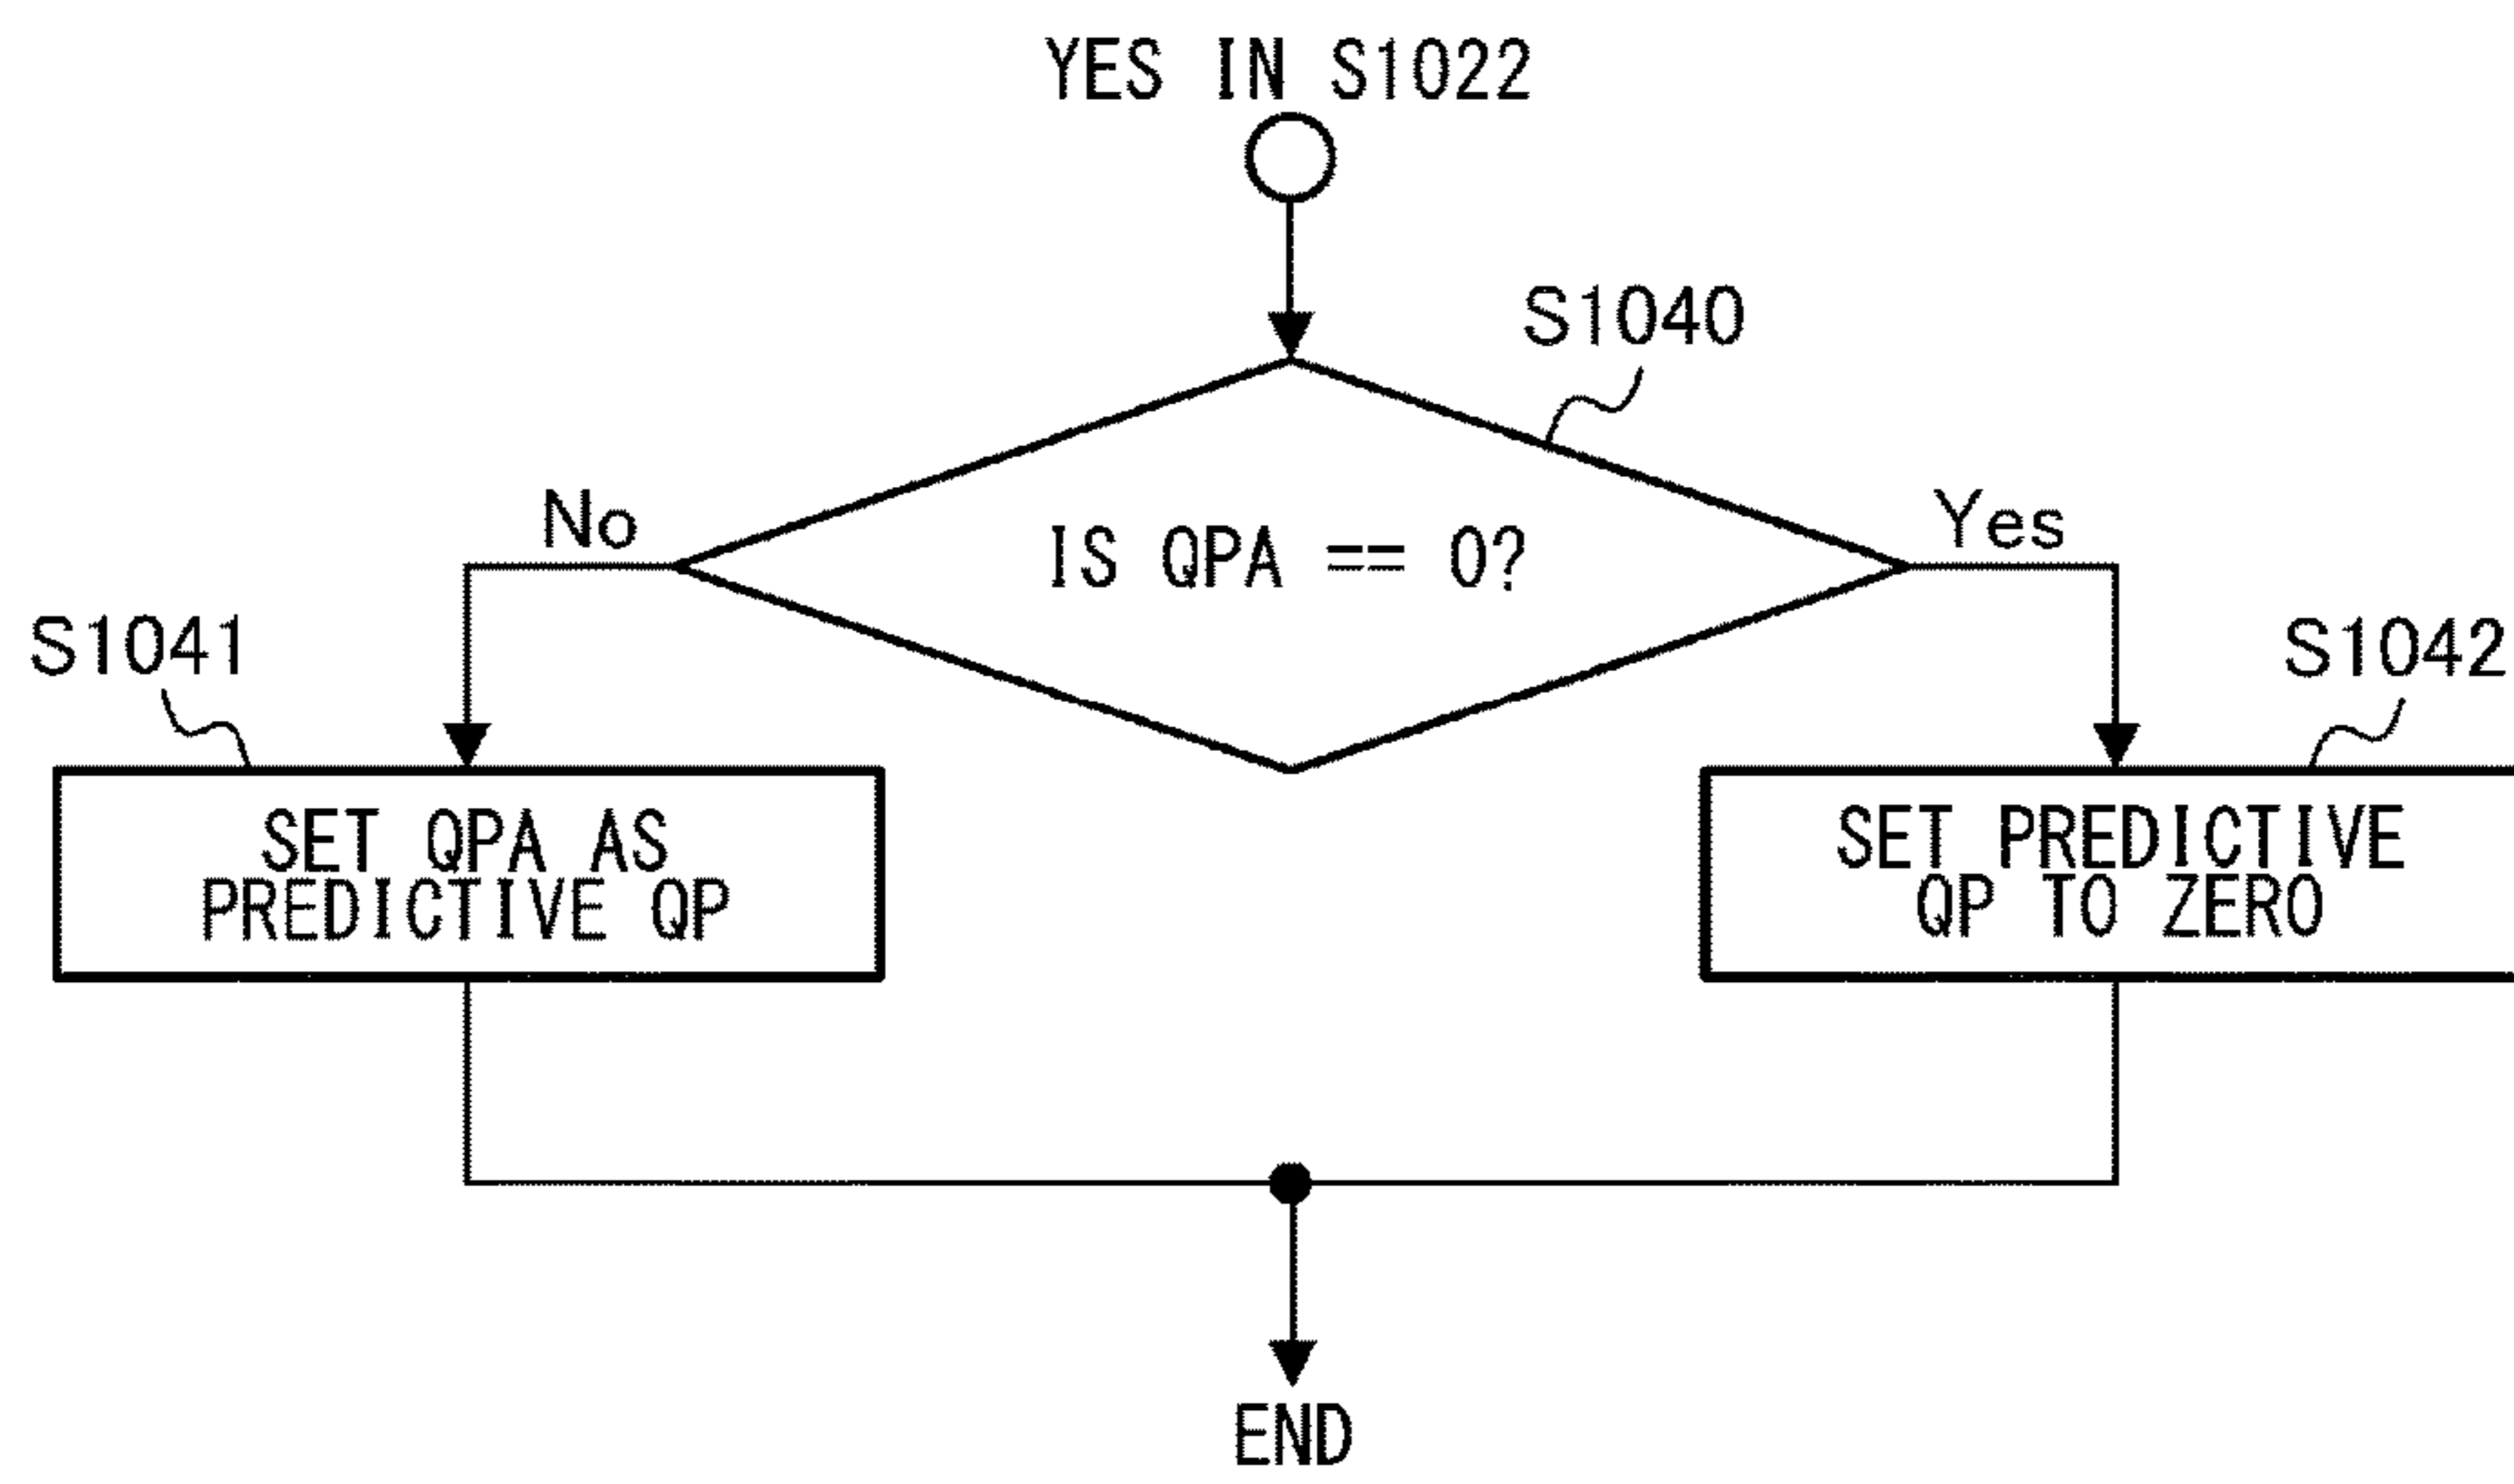 YES IN S1022
S1040
No
IS QPA == 0?
Yes
S1041
S1042
SET QPA AS
PREDICTIVE QP
SET PREDICTIVE
QP TO ZERO
END